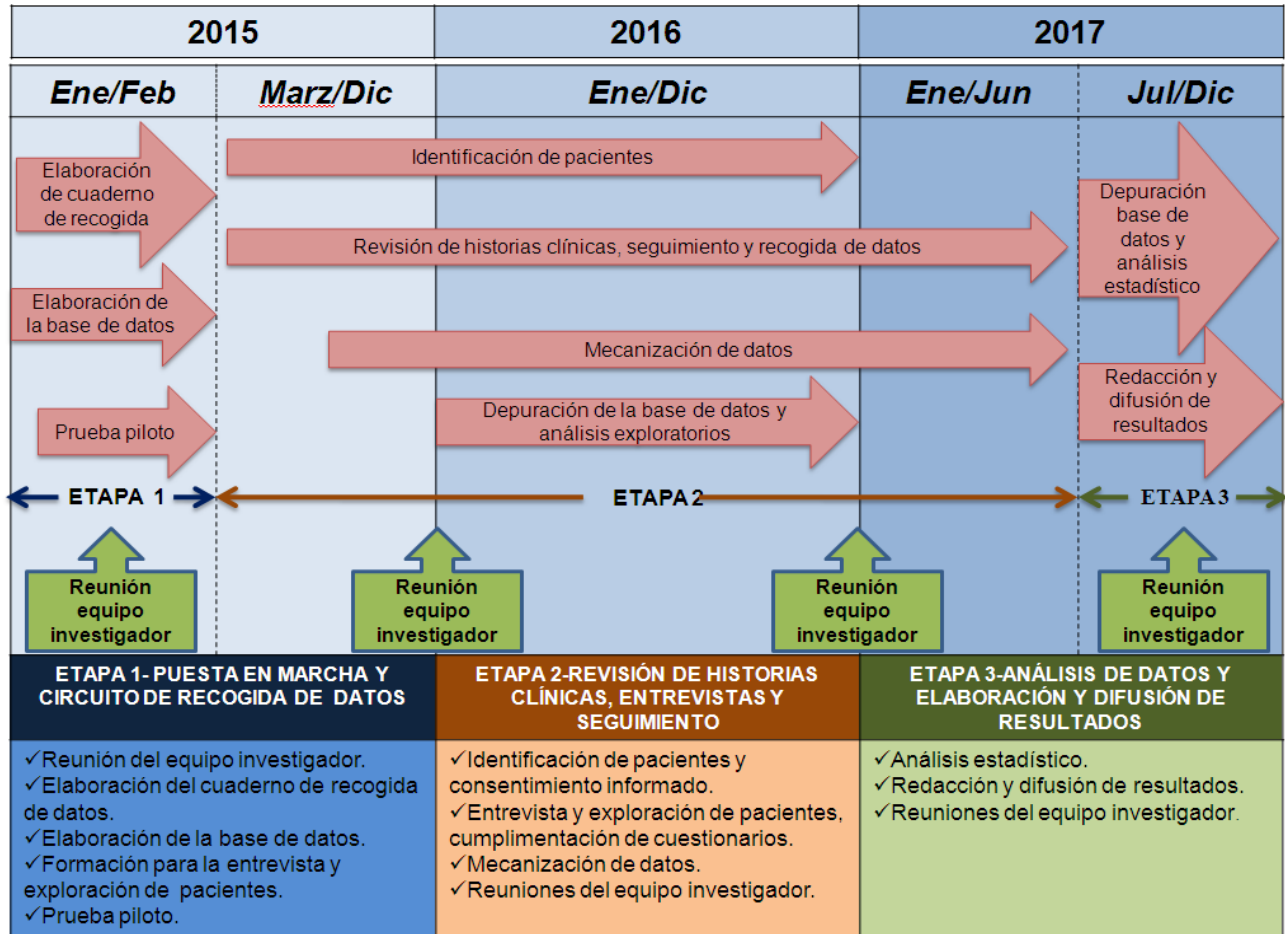 2015
2016
2017
Ene/Feb
Marz/Dic
Ene/Dic
Ene/Jun
Jul/Dic
Elaboración
de cuaderno
de recogida
Identificación de pacientes
Depuración
base de
datos y
análisis
estadístico
Revisión de historias clínicas, seguimiento y recogida de datos
Elaboración de
la base de datos
Mecanización de datos
Prueba piloto
Depuración de la base de datos y
análisis exploratorios
Redacción y
difusión de
resultados
ETAPA 1
ETAPA 2
ETAPA 3
Reunión
equipo
investigador
Reunión
equipo
investigador
Reunión
equipo
investigador
Reunión
equipo
investigador
ETAPA 1- PUESTA EN MARCHA Y
CIRCUITO DE RECOGIDA DE DATOS
✓Reunión del equipo investigador.
✓Elaboración del cuaderno de recogida
de datos.
✓Elaboración de la base de datos.
✓Formación para la entrevista y
exploración de pacientes.
✓Prueba piloto.
ETAPA 2-REVISIÓN DE HISTORIAS
CLÍNICAS, ENTREVISTAS Y
SEGUIMIENTO
✓Identificación de pacientes y
consentimiento informado.
✓Entrevista y exploración de pacientes,
cumplimentación de cuestionarios.
✓Mecanización de datos.
✓Reuniones del equipo investigador.
ETAPA 3-ANÁLISIS DE DATOS Y
ELABORACIÓN Y DIFUSIÓN DE
RESULTADOS
✓Análisis estadístico.
✓Redacción y difusión de resultados.
✓Reuniones del equipo investigador.